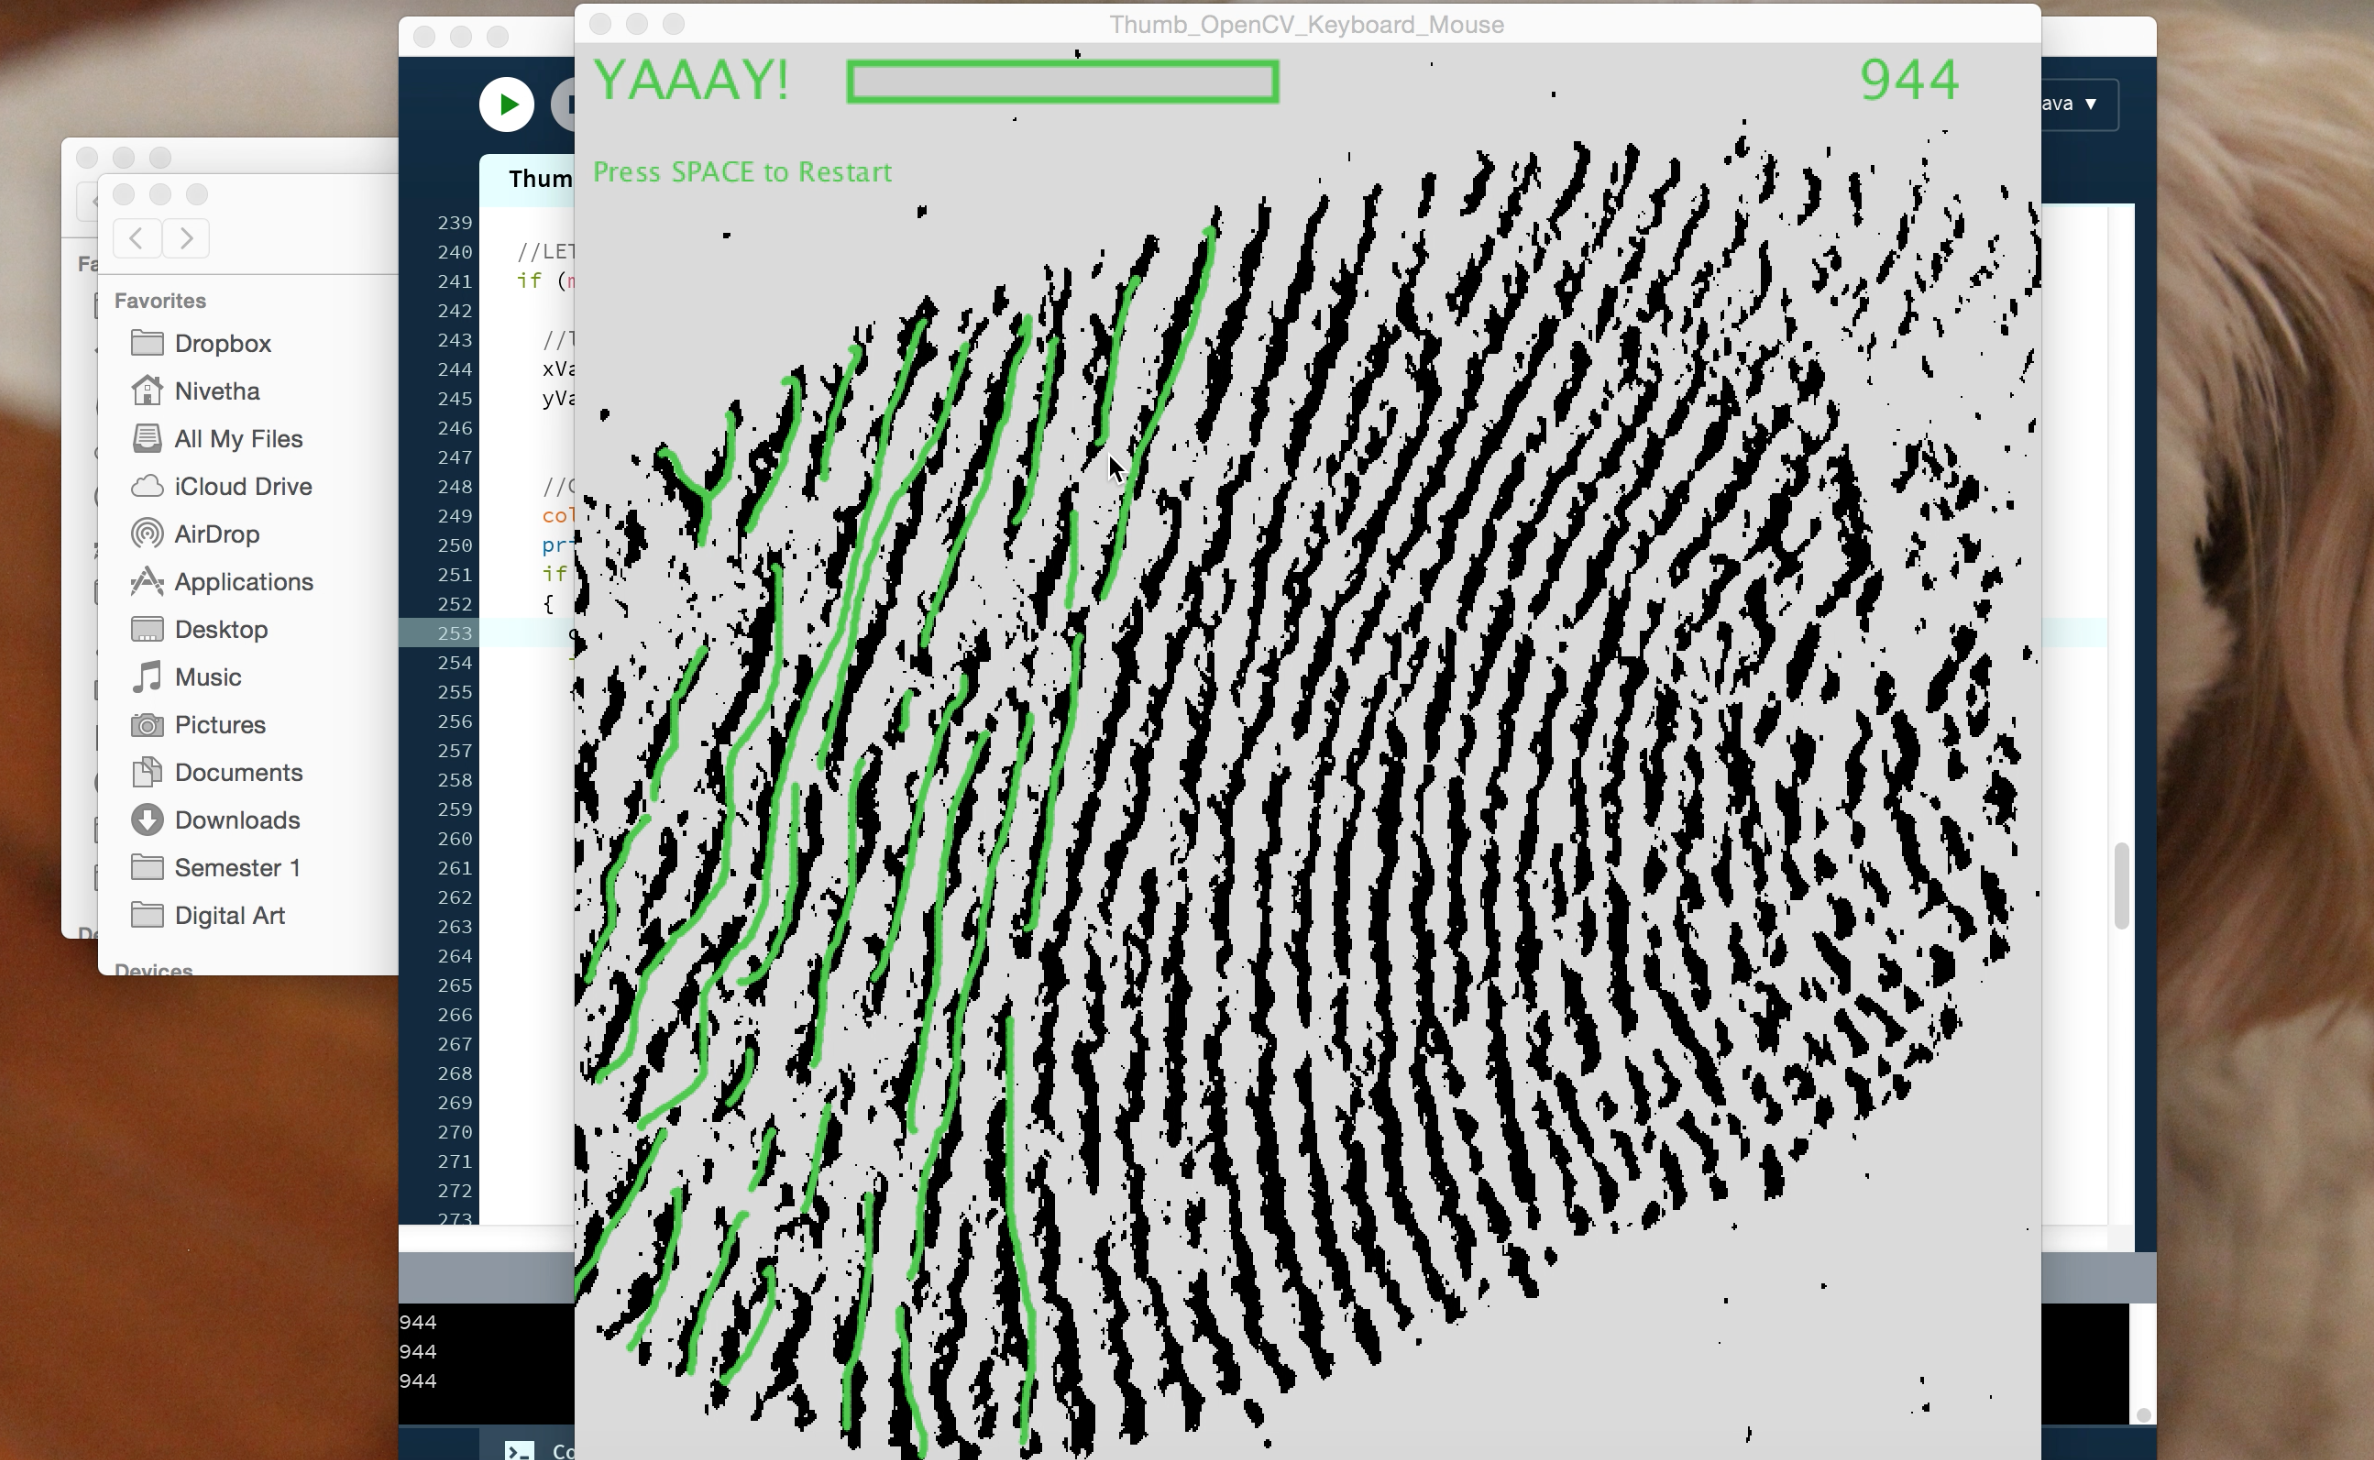 Thumb_OpenCV_Keyboard_Mouse
YAAAY!
944
Press SPACE to Restart
Favorites
Dropbox
Nivetha
All My Files
iCloud Drive
AirDrop
Applications
Desktop
Music
Pictures
Documents
Downloads
Semester 1
Digital Art
Devices
Fa
De
Thum
ava ▼
239
240 //LET
241 if (m
242
243
244 xVa
245 yVa
246
247
248
249 col
250
251 if
252 {
253
254
255
256
257
258
259
260
261
262
263
264
265
266
267
268
269
270
271
272
273
944
944
944
Co